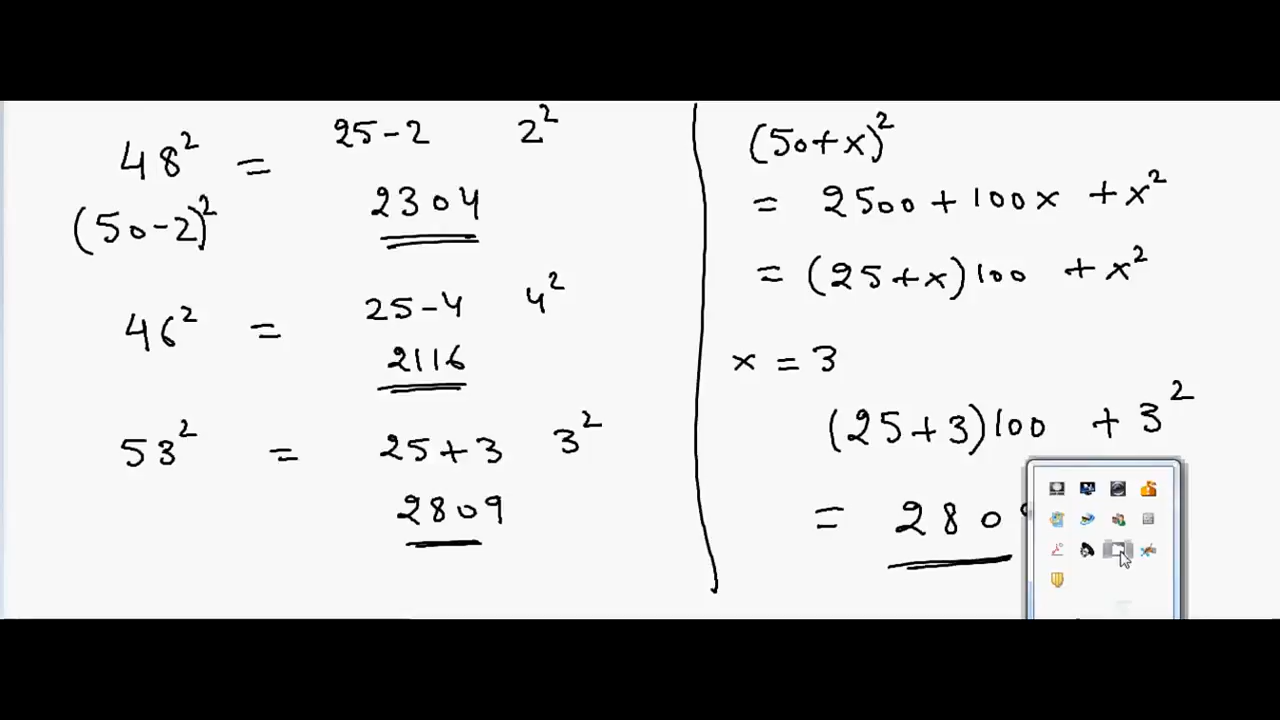 48² = 25-2 2²
(50-2)² 2304
46² = 25-4 4²
2116
53² = 25+3 3²
2809
(50+x)²
= 2500+100x +x²
= (25+x)100 +x²
x = 3
(25+3)100 +3²
= 280